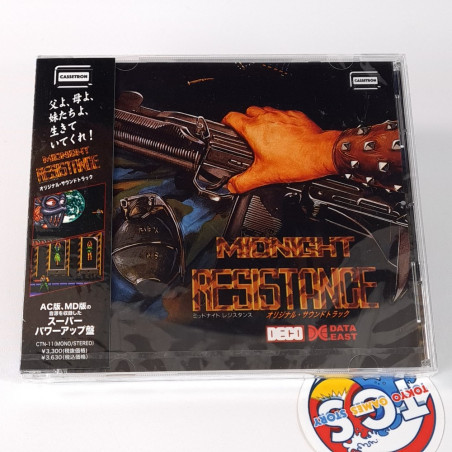 CASSETRON
父よ、母よ、
妹たちよ、
生きて
いてくれ！
MIDNIGHT
RESISTANCE
オリジナル・サウンドトラック
AC版、MD版の
音源を収録した
スーパー
パワーアップ盤
CTN-11(MONO/STEREO)
￥3,300(税抜価格)
￥3,630(税込価格)
CASSETRON
MIDNIGHT
RESISTANCE
ミッドナイト レジスタンス オリジナル・サウンドトラック
DECO DATA
EAST
TOKYO
GAMES STORY
TGS